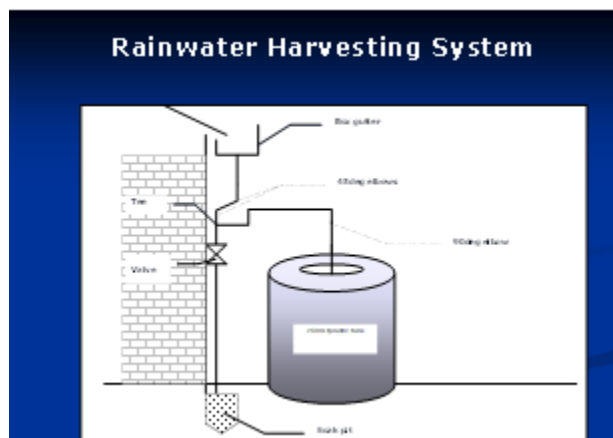 Rainwater Harvesting System
Box gutter
45deg elbows
Tee
90deg elbow
Valve
Soak pit